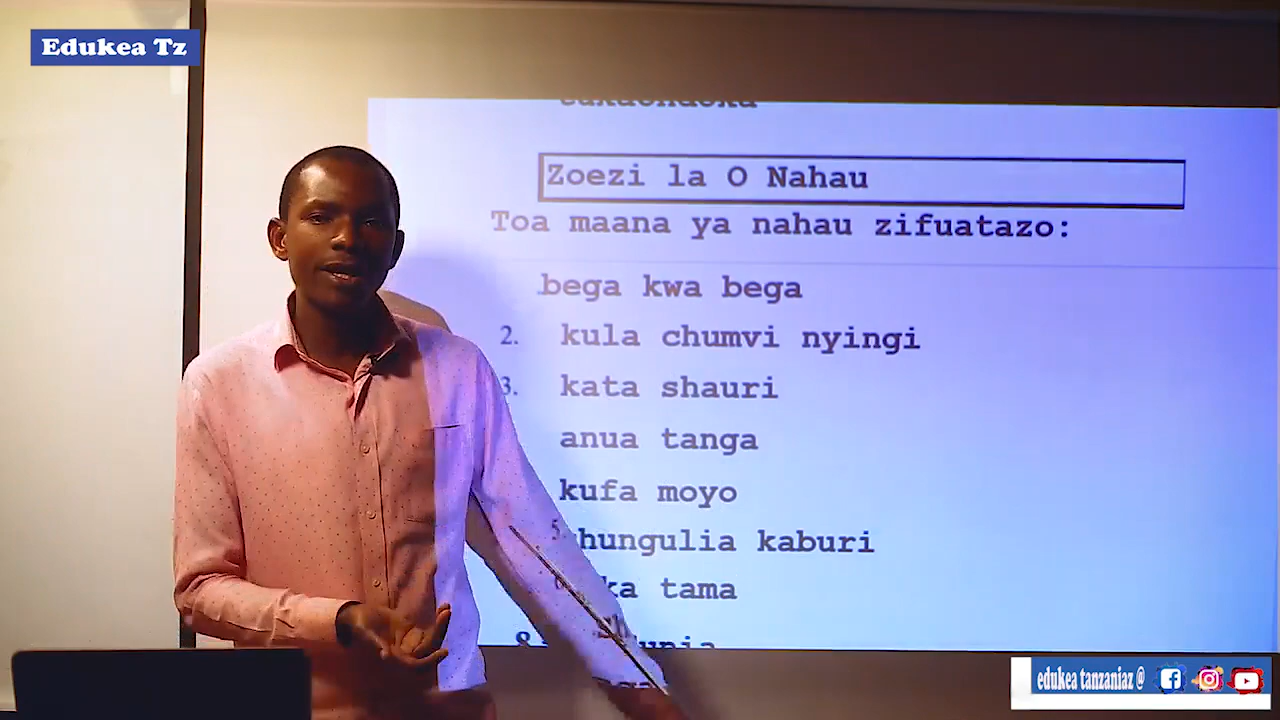 Edukea Tz
Zoezi la O Nahau
Toa maana ya nahau zifuatazo:
bega kwa bega
2. kula chumvi nyingi
3. kata shauri
anua tanga
kufa moyo
5. hungulia kaburi
tama
edukea tanzaniaz @